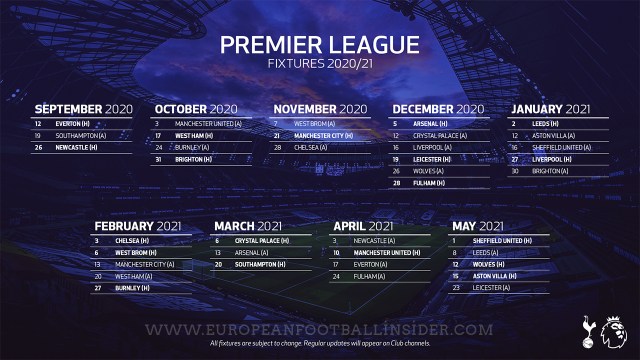 PREMIER LEAGUE
FIXTURES 2020/21
SEPTEMBER 2020
12 EVERTON (H)
19 SOUTHAMPTON (A)
26 NEWCASTLE (H)
OCTOBER 2020
3 MANCHESTER UNITED (A)
17 WEST HAM (H)
24 BURNLEY (A)
31 BRIGHTON (H)
NOVEMBER 2020
7 WEST BROM (A)
21 MANCHESTER CITY (H)
28 CHELSEA (A)
DECEMBER 2020
5 ARSENAL (H)
12 CRYSTAL PALACE (A)
16 LIVERPOOL (A)
19 LEICESTER (H)
26 WOLVES (A)
28 FULHAM (H)
JANUARY 2021
2 LEEDS (H)
12 ASTON VILLA (A)
16 SHEFFIELD UNITED (A)
27 LIVERPOOL (H)
30 BRIGHTON (A)
FEBRUARY 2021
3 CHELSEA (H)
6 WEST BROM (H)
13 MANCHESTER CITY (A)
20 WEST HAM (A)
27 BURNLEY (H)
MARCH 2021
6 CRYSTAL PALACE (H)
13 ARSENAL (A)
20 SOUTHAMPTON (H)
APRIL 2021
3 NEWCASTLE (A)
10 MANCHESTER UNITED (H)
17 EVERTON (A)
24 FULHAM (A)
MAY 2021
1 SHEFFIELD UNITED (H)
8 LEEDS (A)
12 WOLVES (H)
15 ASTON VILLA (H)
23 LEICESTER (A)
WWW.EUROPEANFOOTBALLINSIDER.COM
All fixtures are subject to change. Regular updates will appear on Club channels.